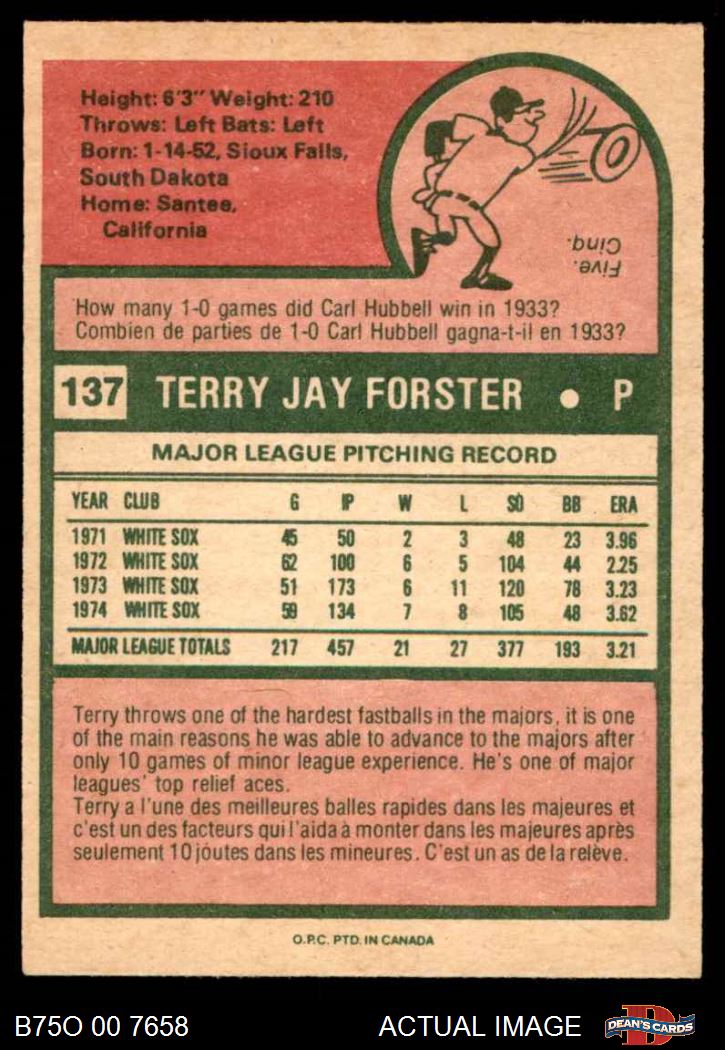 Height: 6'3" Weight: 210
Throws: Left Bats: Left
Born: 1-14-52, Sioux Falls,
South Dakota
Home: Santee,
California
Five.
Cinq.
How many 1-0 games did Carl Hubbell win in 1933?
Combien de parties de 1-0 Carl Hubbell gagna-t-il en 1933?
137 TERRY JAY FORSTER • P
MAJOR LEAGUE PITCHING RECORD
YEAR CLUB G IP W L SO BB ERA
1971 WHITE SOX 45 50 2 3 48 23 3.96
1972 WHITE SOX 62 100 6 5 104 44 2.25
1973 WHITE SOX 51 173 6 11 120 78 3.23
1974 WHITE SOX 59 134 7 8 105 48 3.62
MAJOR LEAGUE TOTALS 217 457 21 27 377 193 3.21
Terry throws one of the hardest fastballs in the majors, it is one
of the main reasons he was able to advance to the majors after
only 10 games of minor league experience. He's one of major
leagues' top relief aces.
Terry a l'une des meilleures balles rapides dans les majeures et
c'est un des facteurs qui l'aida à monter dans les majeures après
seulement 10 joutes dans les mineures. C'est un as de la relève.
O.P.C. PTD. IN CANADA
B75O 00 7658 ACTUAL IMAGE
D
DEAN'S CARDS